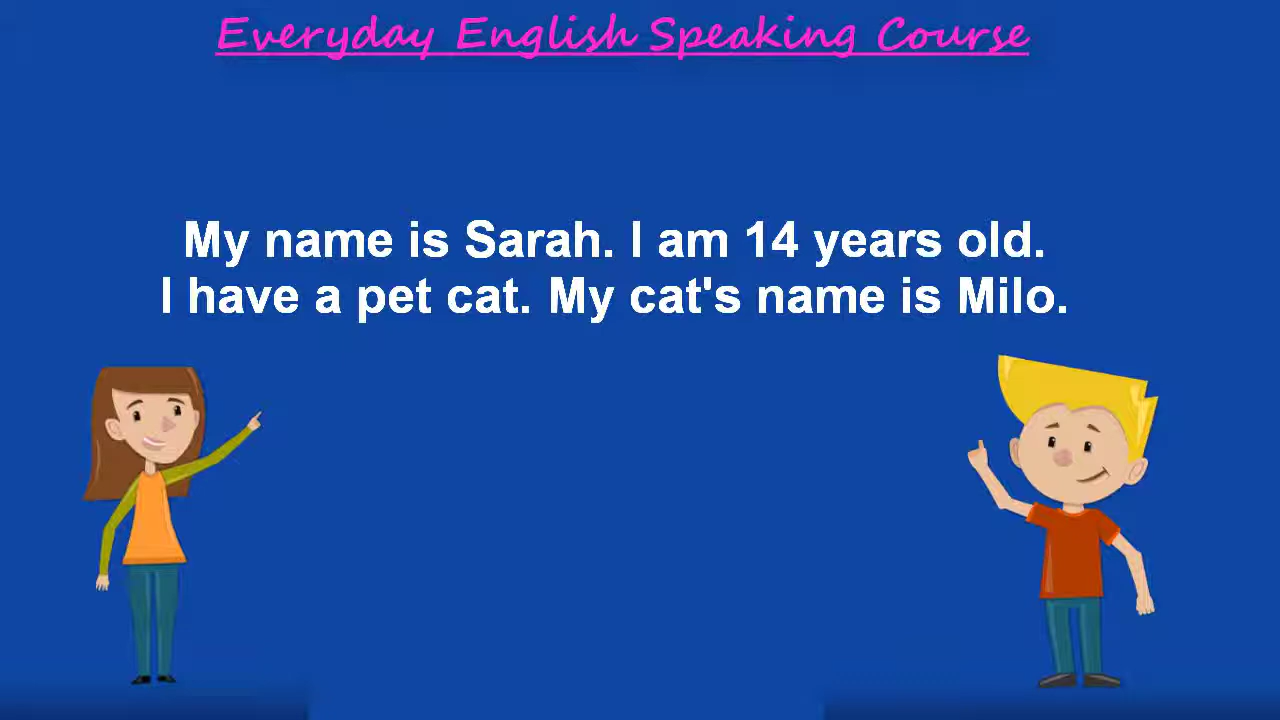 Everyday English Speaking Course
My name is Sarah. I am 14 years old.
I have a pet cat. My cat's name is Milo.